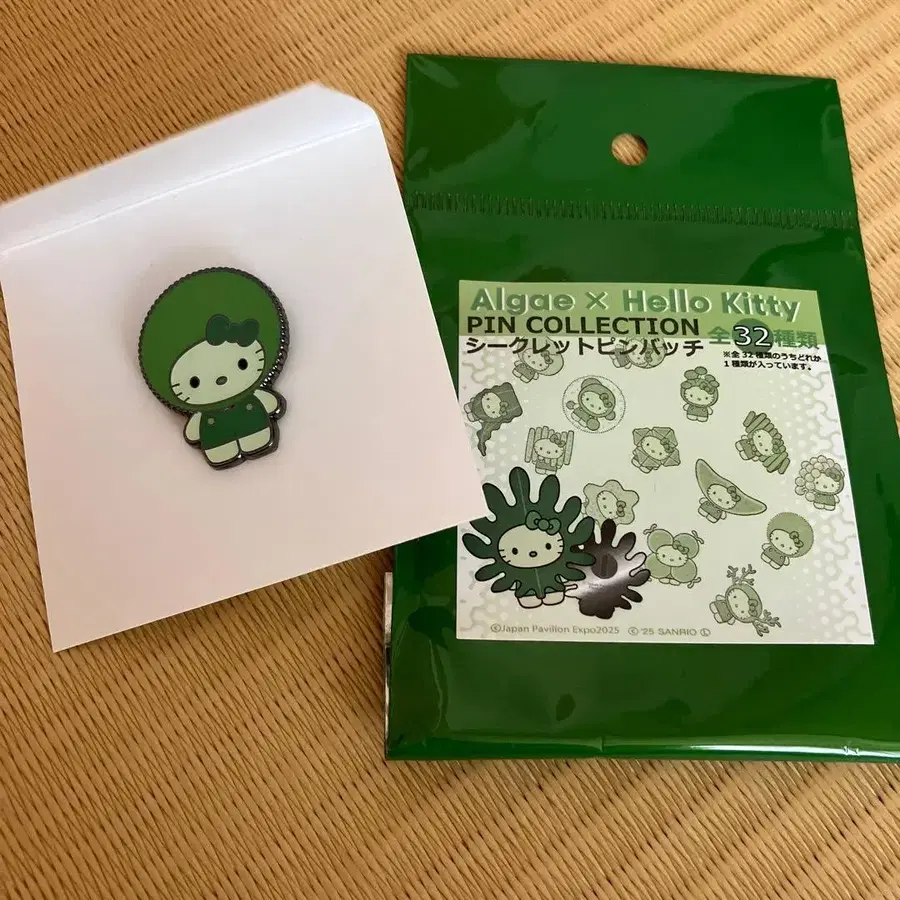 Algae × Hello Kitty
PIN COLLECTION
シークレットピンバッチ
全32種類
※全32種類のうちどれか
1種類が入っています。
©Japan Pavilion Expo2025 © '25 SANRIO Ⓛ